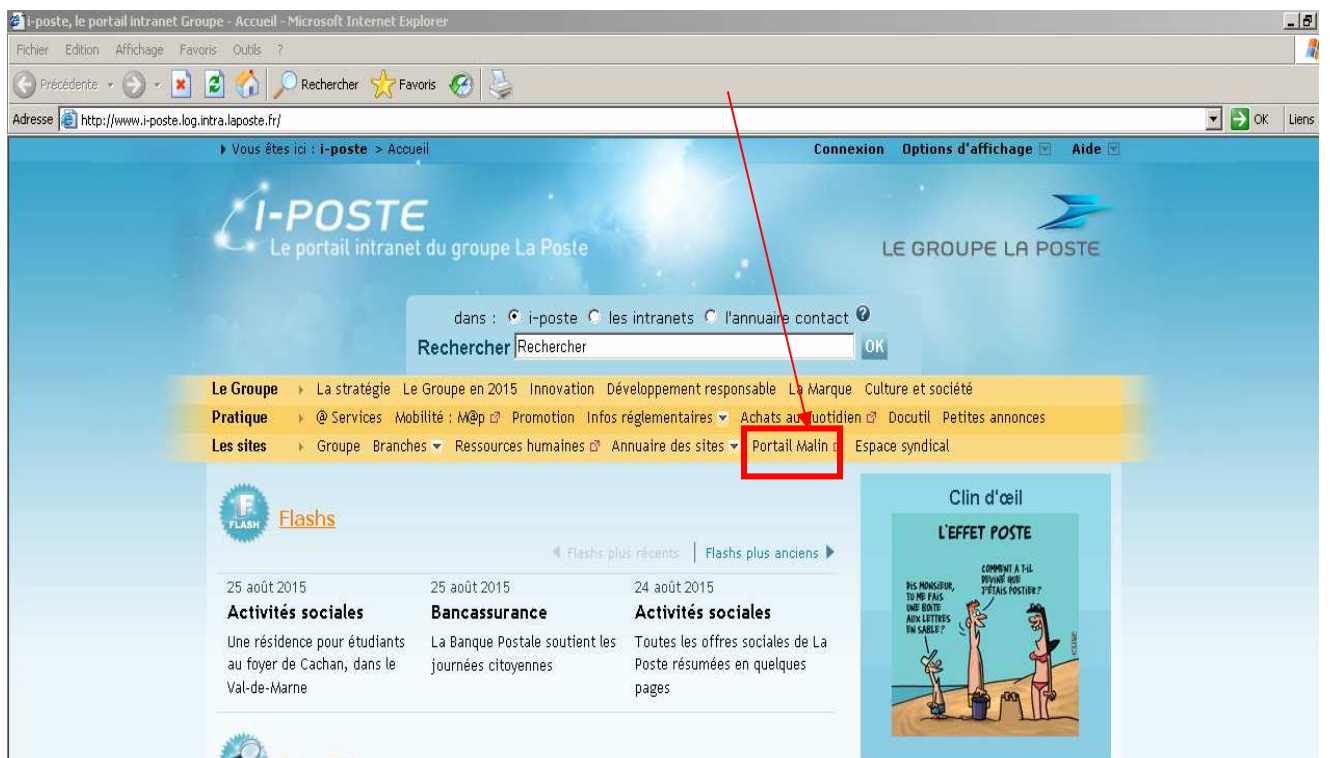 i-poste, le portail intranet Groupe - Accueil - Microsoft Internet Explorer
Fichier Edition Affichage Favoris Outils ?
Précédente Rechercher Favoris
Adresse http://www.i-poste.log.intra.laposte.fr/ OK Liens
Vous êtes ici : i-poste > Accueil Connexion Options d'affichage Aide
i-POSTE
Le portail intranet du groupe La Poste
LE GROUPE LA POSTE
dans : i-poste les intranets l'annuaire contact ?
Rechercher Rechercher OK
Le Groupe La stratégie Le Groupe en 2015 Innovation Développement responsable La Marque Culture et société
Pratique @ Services Mobilité : M@p Promotion Infos réglementaires Achats au quotidien Docutil Petites annonces
Les sites Groupe Branches Ressources humaines Annuaire des sites Portail Malin Espace syndical
F
FLASH
Flashs
Flashs plus récents | Flashs plus anciens
25 août 2015
Activités sociales
Une résidence pour étudiants
au foyer de Cachan, dans le
Val-de-Marne
25 août 2015
Bancassurance
La Banque Postale soutient les
journées citoyennes
24 août 2015
Activités sociales
Toutes les offres sociales de La
Poste résumées en quelques
pages
Clin d'œil
L'EFFET POSTE
DIS MONSIEUR,
TU ME FAIS
UNE BOITE
AUX LETTRES
EN SABLE ?
COMMENT A T-IL
DEVINÉ QUE
J'ÉTAIS POSTIER ?